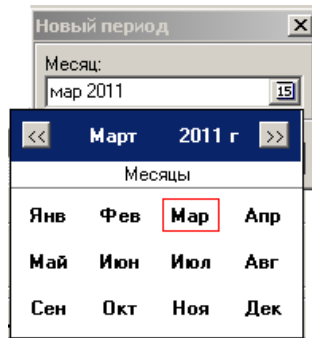 Новый период
Месяц:
мар 2011
15
<< Март 2011 г >>
Месяцы
Янв Фев Мар Апр
Май Июн Июл Авг
Сен Окт Ноя Дек